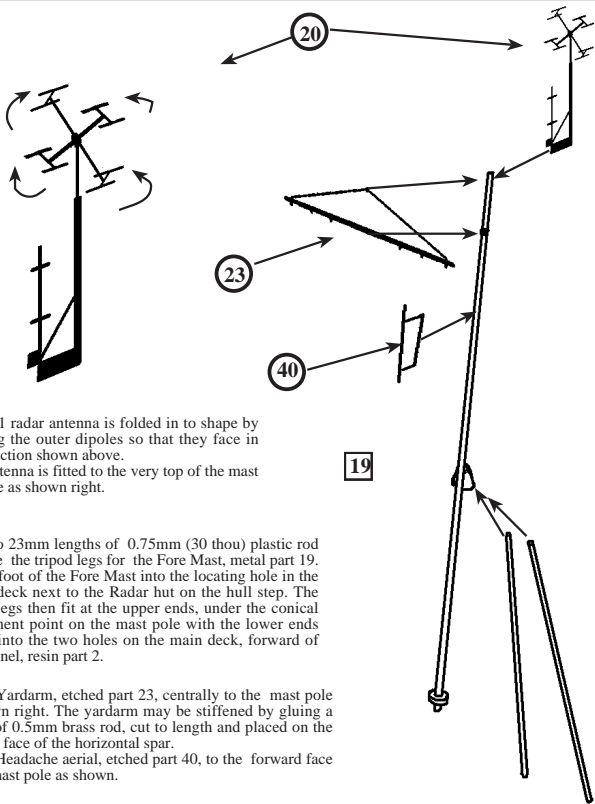 20
23
40
1 radar antenna is folded in to shape by
g the outer dipoles so that they face in
ction shown above.
tenna is fitted to the very top of the mast
e as shown right.
19
o 23mm lengths of 0.75mm (30 thou) plastic rod
e the tripod legs for the Fore Mast, metal part 19.
foot of the Fore Mast into the locating hole in the
deck next to the Radar hut on the hull step. The
egs then fit at the upper ends, under the conical
nent point on the mast pole with the lower ends
into the two holes on the main deck, forward of
nel, resin part 2.
Yardarm, etched part 23, centrally to the mast pole
n right. The yardarm may be stiffened by gluing a
of 0.5mm brass rod, cut to length and placed on the
face of the horizontal spar.
Headache aerial, etched part 40, to the forward face
nast pole as shown.